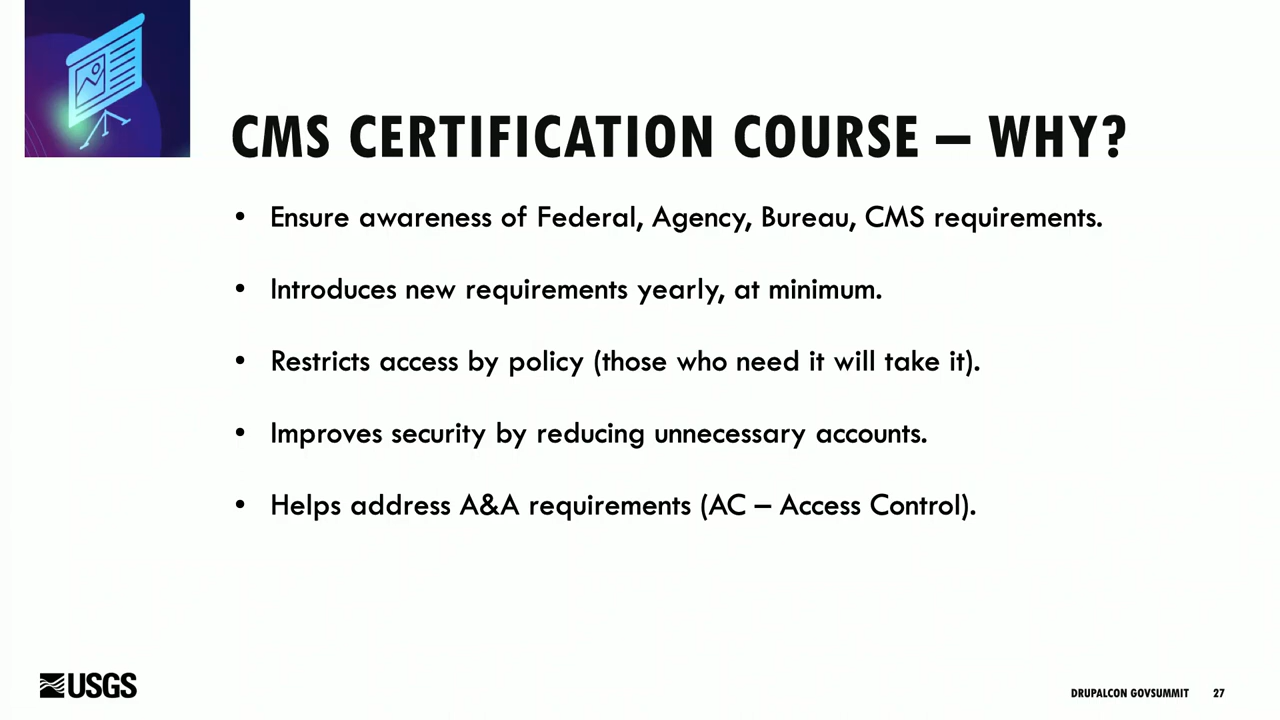 CMS CERTIFICATION COURSE – WHY?
• Ensure awareness of Federal, Agency, Bureau, CMS requirements.
• Introduces new requirements yearly, at minimum.
• Restricts access by policy (those who need it will take it).
• Improves security by reducing unnecessary accounts.
• Helps address A&A requirements (AC – Access Control).
USGS
DRUPALCON GOVSUMMIT 27